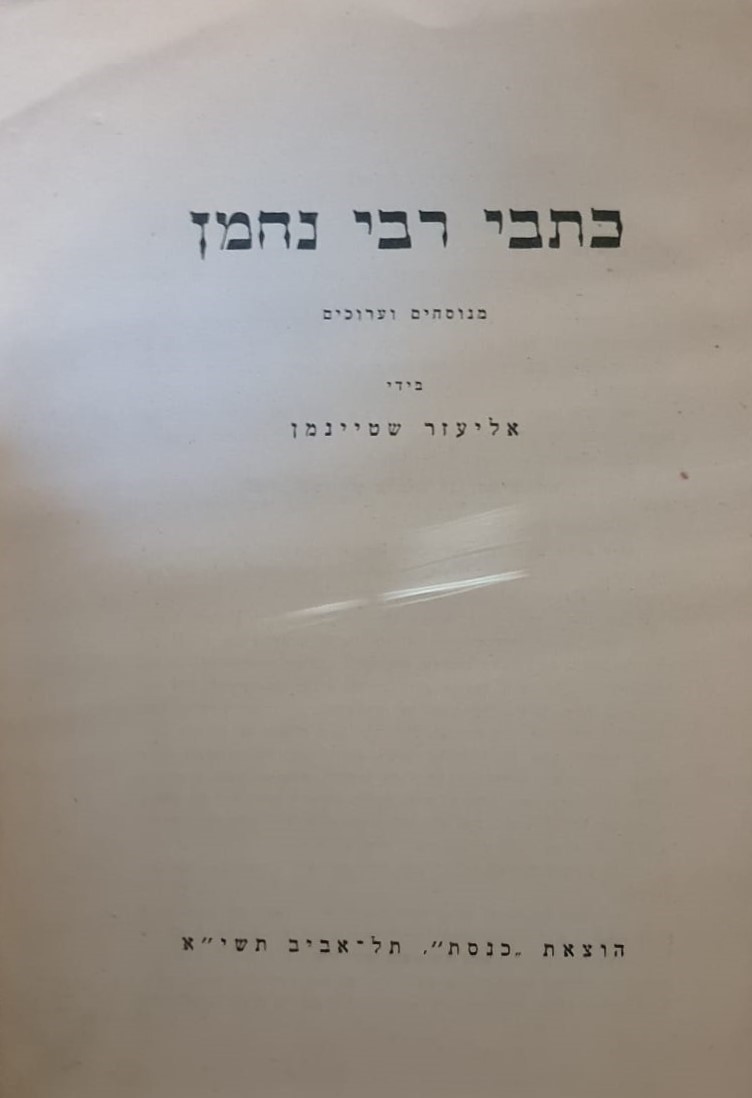 כתבי רבי נחמן
מנוסחים וערוכים
בידי
אליעזר שטיינמן
הוצאת „כנסת״, תל־אביב תשי״א